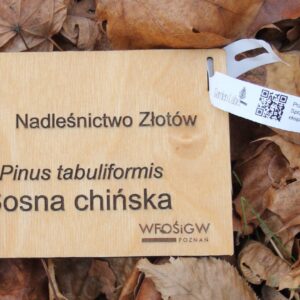 Nadleśnictwo Złotów
Pinus tabuliformis
Sosna chińska
WFOŚiGW
POZNAŃ